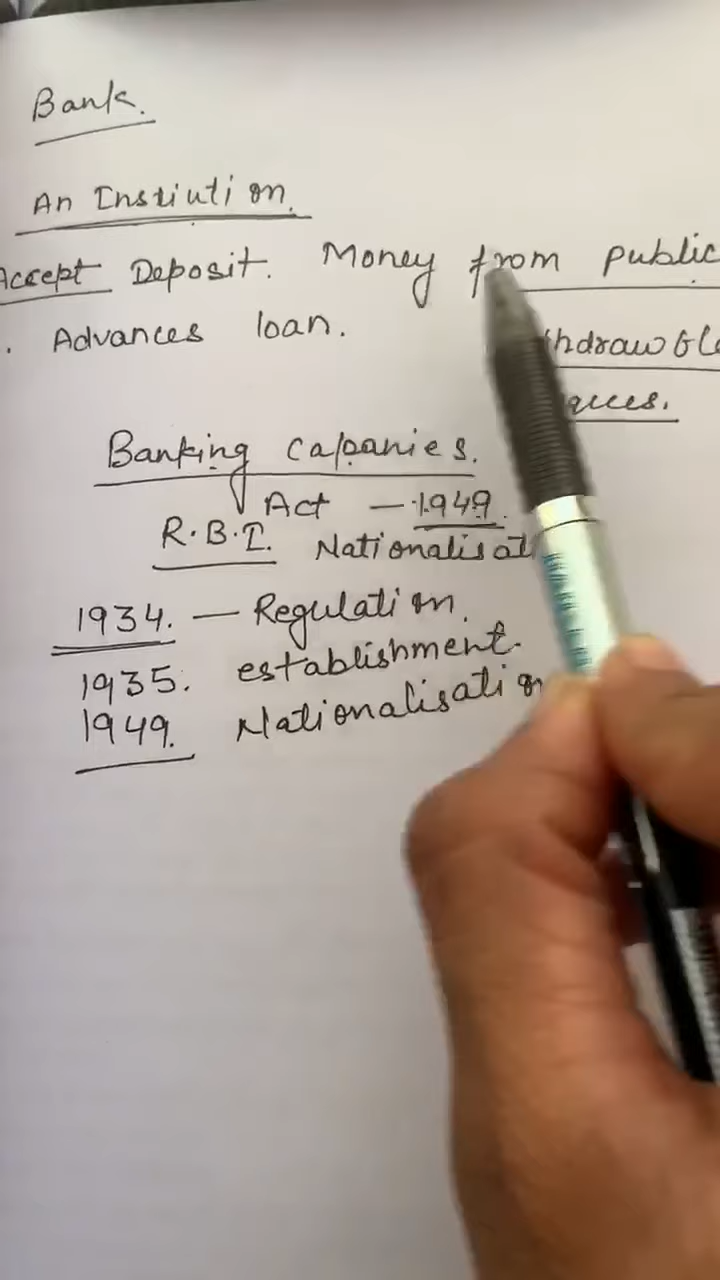 Bank.
An Instiution.
Accept Deposit. Money from public
. Advances loan.
Banking Capanies.
Act - 1949.
R.B.I. Nationalisat
1934. - Regulation.
1935. establishment.
1949. Nationalisation